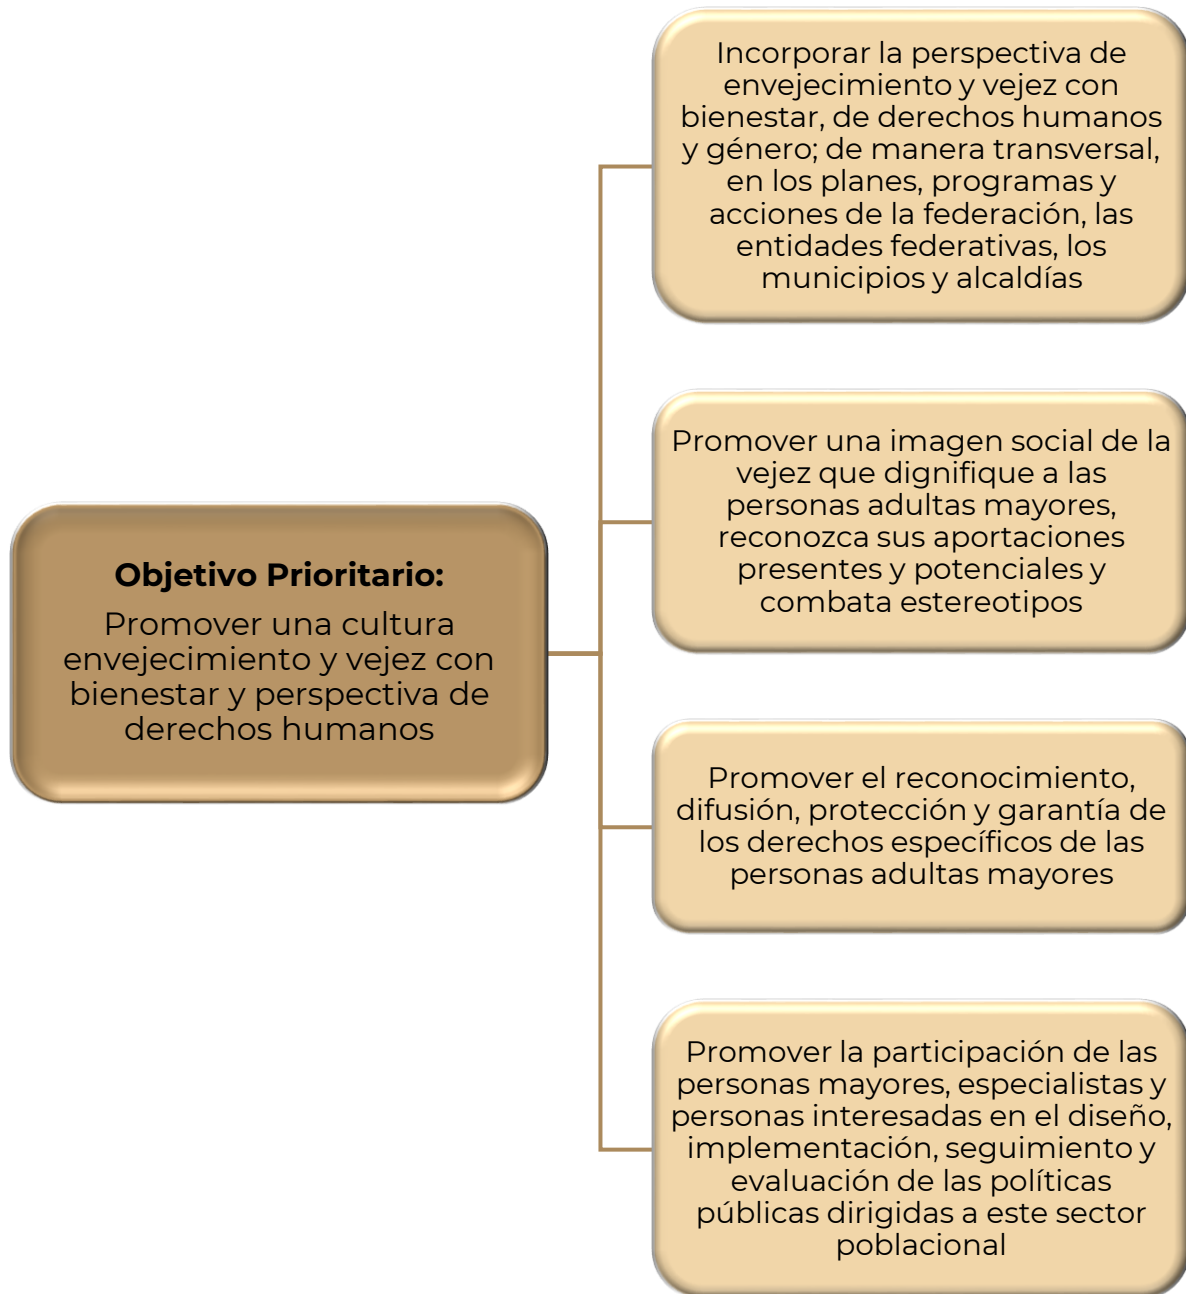 Objetivo Prioritario:
Promover una cultura
envejecimiento y vejez con
bienestar y perspectiva de
derechos humanos
Incorporar la perspectiva de
envejecimiento y vejez con
bienestar, de derechos humanos
y género; de manera transversal,
en los planes, programas y
acciones de la federación, las
entidades federativas, los
municipios y alcaldías
Promover una imagen social de la
vejez que dignifique a las
personas adultas mayores,
reconozca sus aportaciones
presentes y potenciales y
combata estereotipos
Promover el reconocimiento,
difusión, protección y garantía de
los derechos específicos de las
personas adultas mayores
Promover la participación de las
personas mayores, especialistas y
personas interesadas en el diseño,
implementación, seguimiento y
evaluación de las políticas
públicas dirigidas a este sector
poblacional